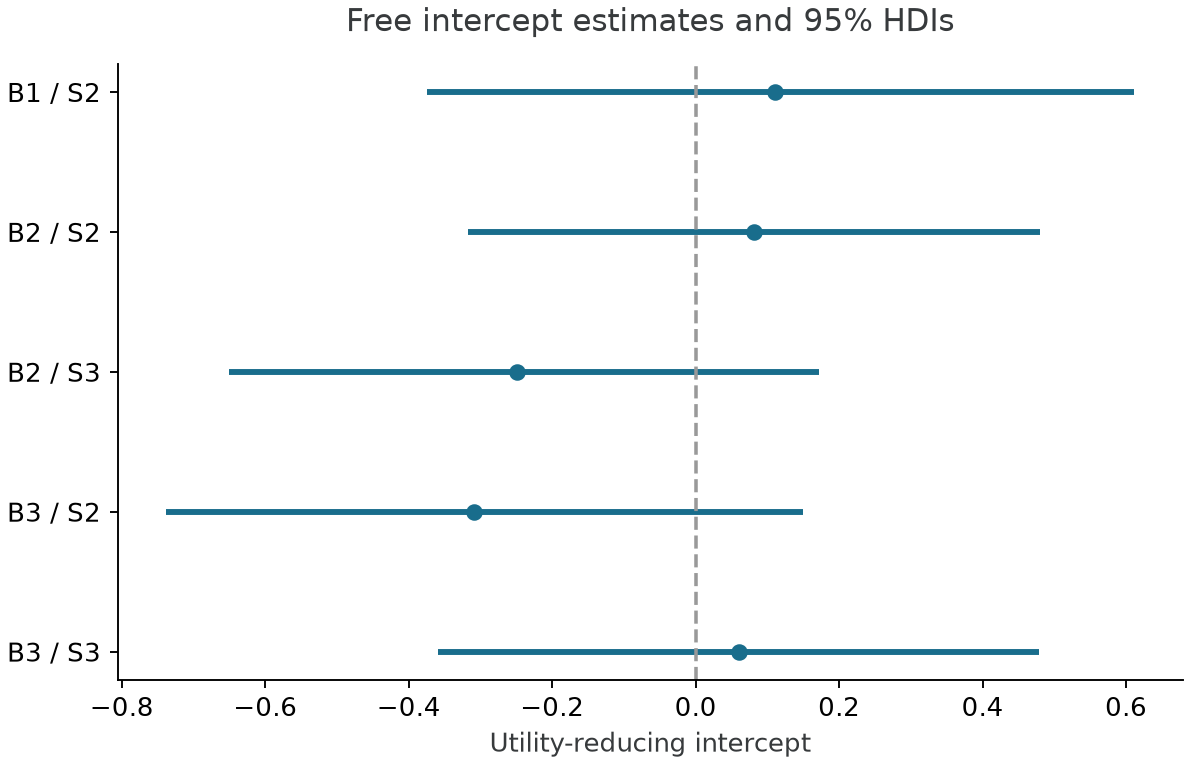 Free intercept estimates and 95% HDIs
B1 / S2
B2 / S2
B2 / S3
B3 / S2
B3 / S3
−0.8 −0.6 −0.4 −0.2 0.0 0.2 0.4 0.6
Utility-reducing intercept